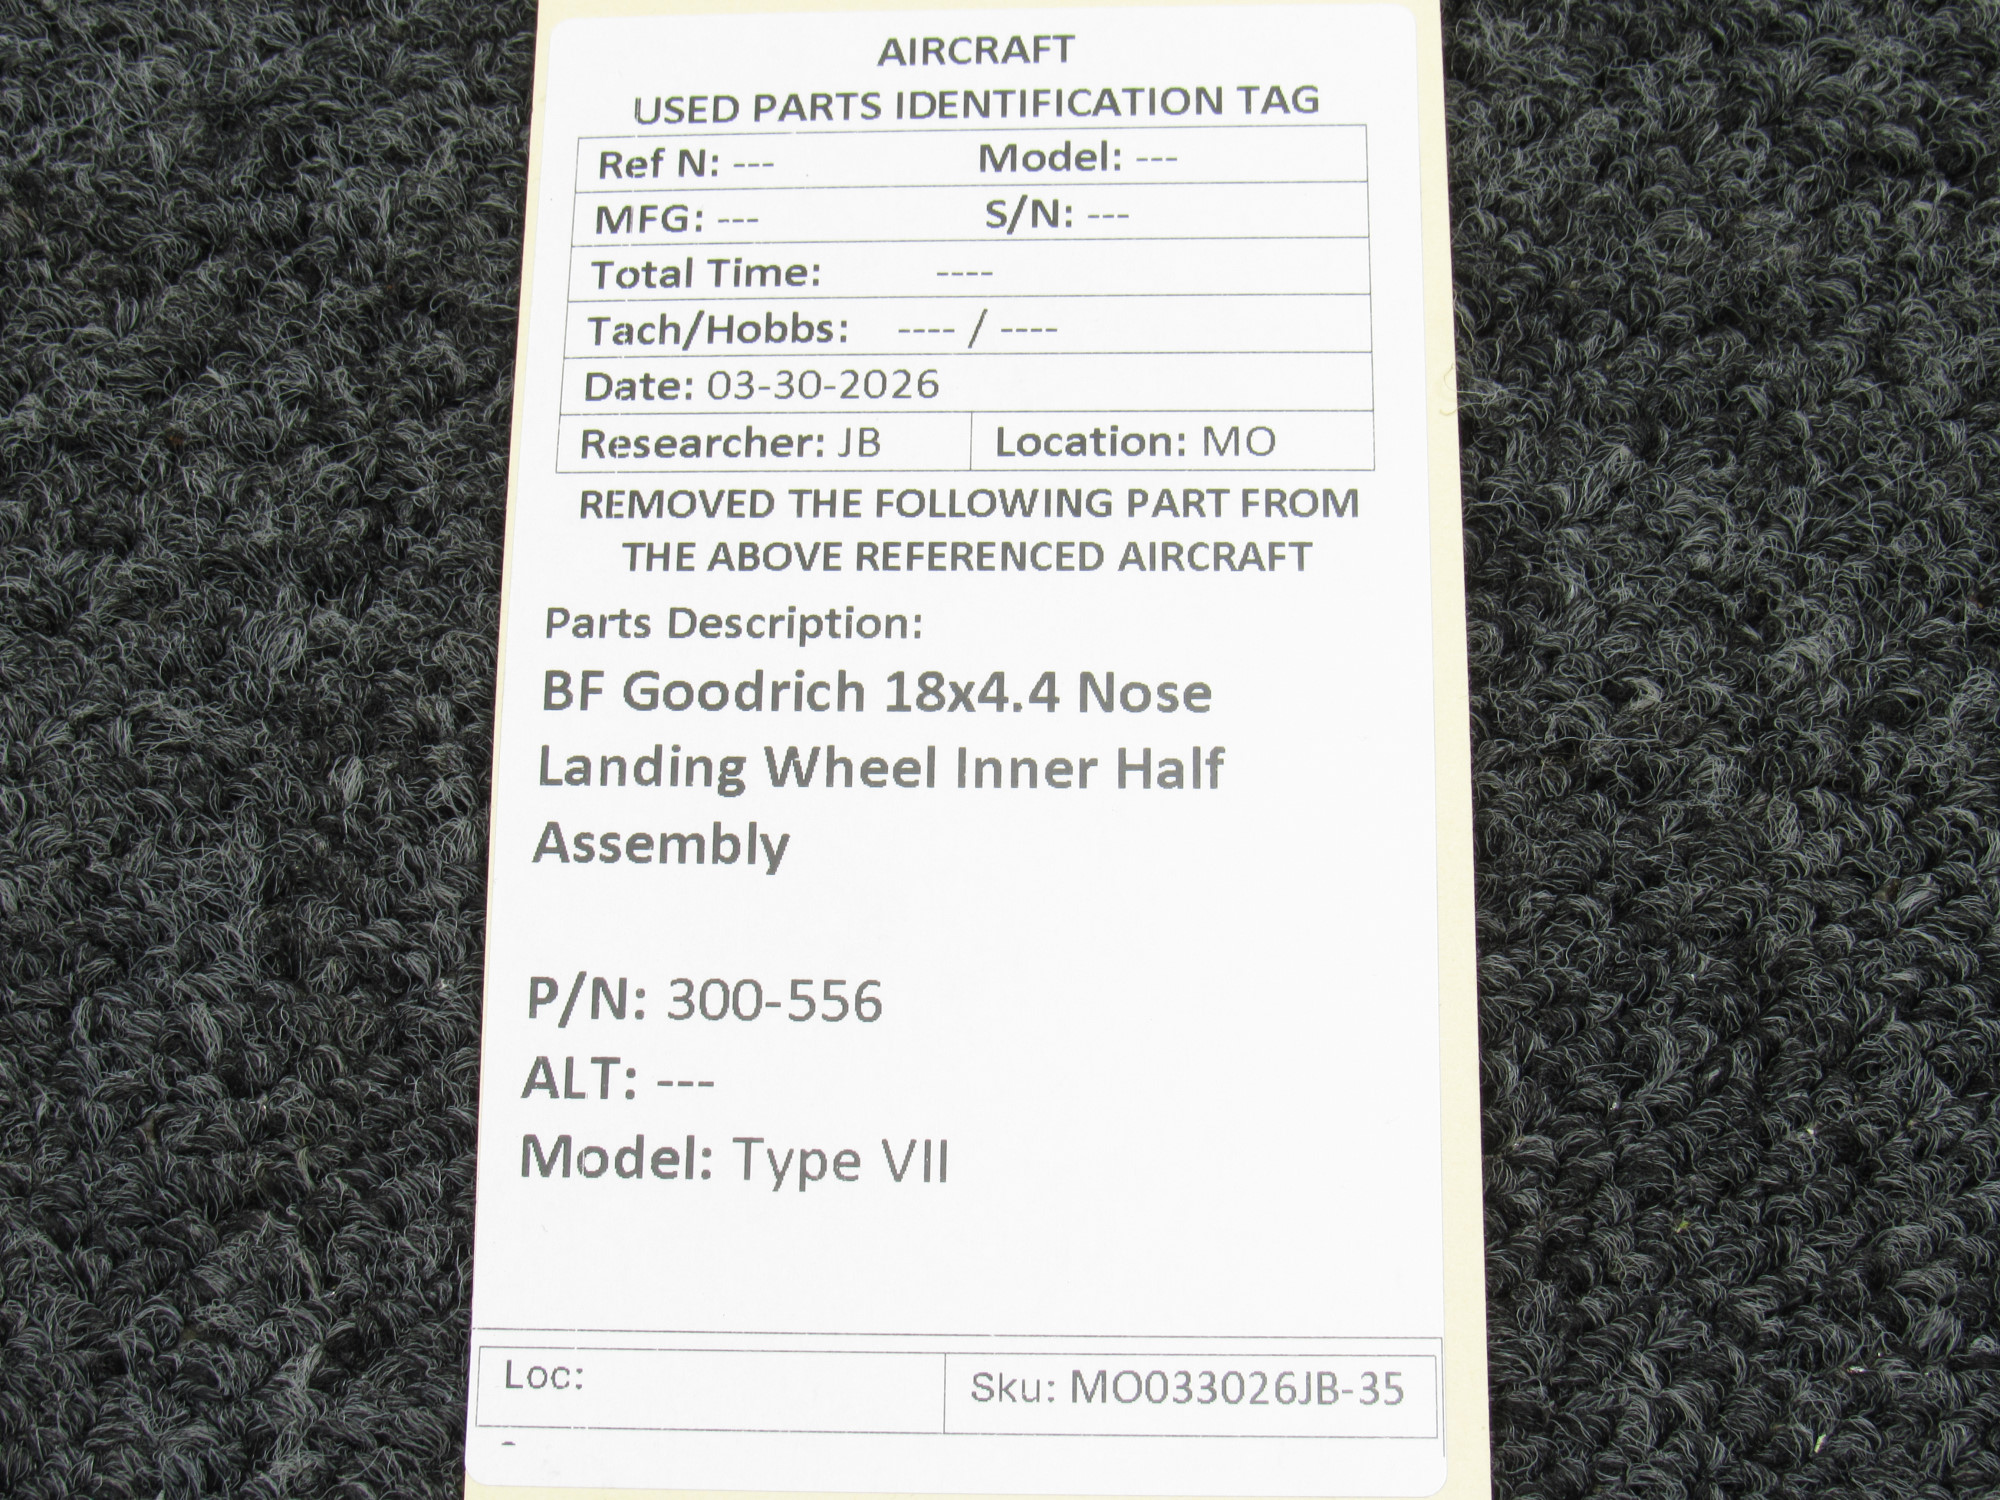 AIRCRAFT
USED PARTS IDENTIFICATION TAG
Ref N: --- Model: ---
MFG: --- S/N: ---
Total Time: ----
Tach/Hobbs: ---- / ----
Date: 03-30-2026
Researcher: JB Location: MO
REMOVED THE FOLLOWING PART FROM
THE ABOVE REFERENCED AIRCRAFT
Parts Description:
BF Goodrich 18x4.4 Nose
Landing Wheel Inner Half
Assembly
P/N: 300-556
ALT: ---
Model: Type VII
Loc: Sku: MO033026JB-35